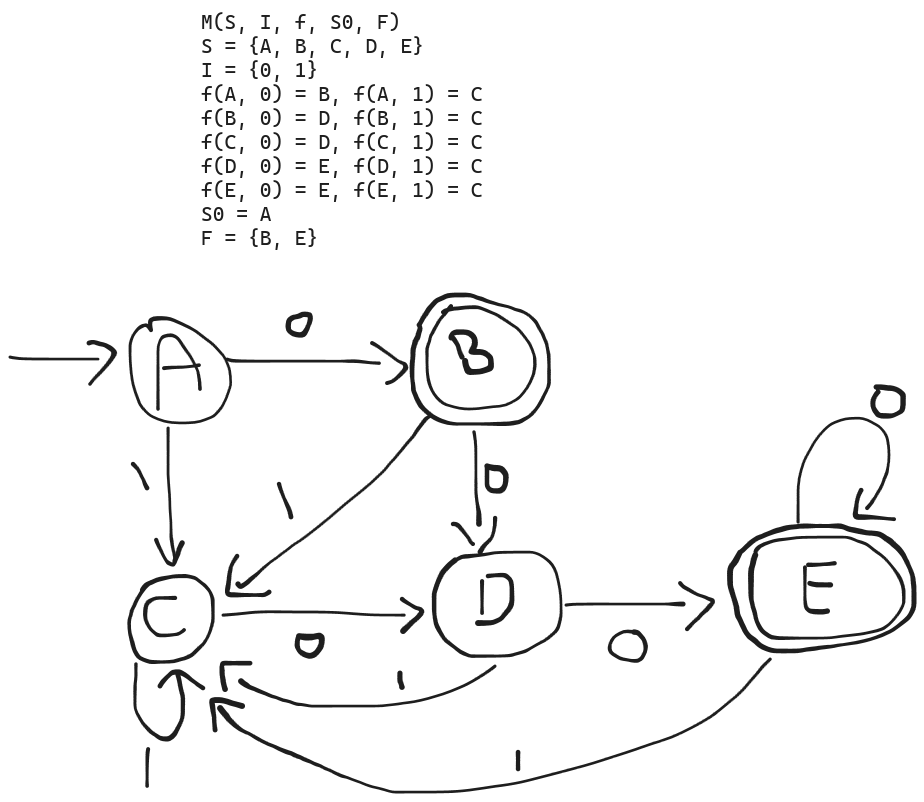 M(S, I, f, S0, F)
S = {A, B, C, D, E}
I = {0, 1}
f(A, 0) = B, f(A, 1) = C
f(B, 0) = D, f(B, 1) = C
f(C, 0) = D, f(C, 1) = C
f(D, 0) = E, f(D, 1) = C
f(E, 0) = E, f(E, 1) = C
S0 = A
F = {B, E}
0
A
B
0
1
0
1
C
D
E
0
0
1
1
1